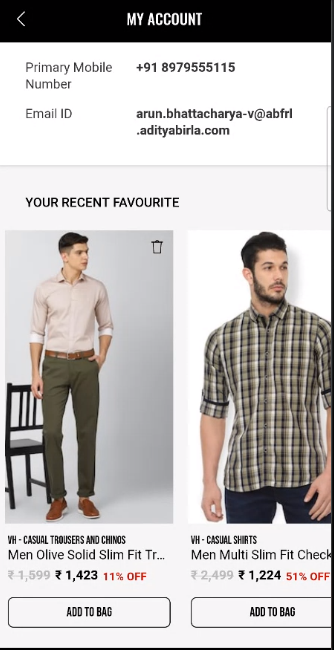 MY ACCOUNT
Primary Mobile Number +91 8979555115
Email ID arun.bhattacharya-v@abfrl.adityabirla.com
YOUR RECENT FAVOURITE
VH - CASUAL TROUSERS AND CHINOS
Men Olive Solid Slim Fit Tr...
₹ 1,599 ₹ 1,423 11% OFF
ADD TO BAG
VH - CASUAL SHIRTS
Men Multi Slim Fit Check
₹ 2,499 ₹ 1,224 51% OFF
ADD TO BAG